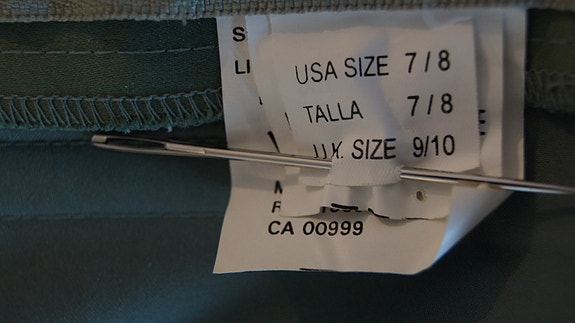 USA SIZE 7/8
TALLA 7/8
U.K. SIZE 9/10
CA 00999